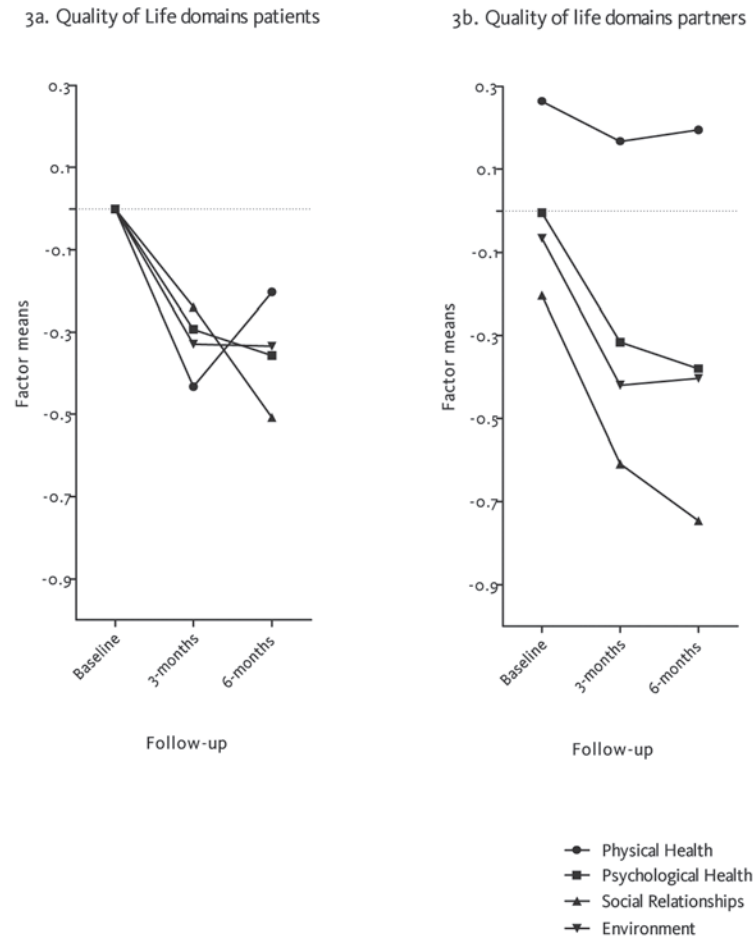 3a. Quality of Life domains patients
0.3
0.1
-0.1
-0.3
-0.5
-0.7
-0.9
Factor means
Baseline
3-months
6-months
Follow-up
3b. Quality of life domains partners
0.3
0.1
-0.1
-0.3
-0.5
-0.7
-0.9
Factor means
Baseline
3-months
6-months
Follow-up
Physical Health
Psychological Health
Social Relationships
Environment